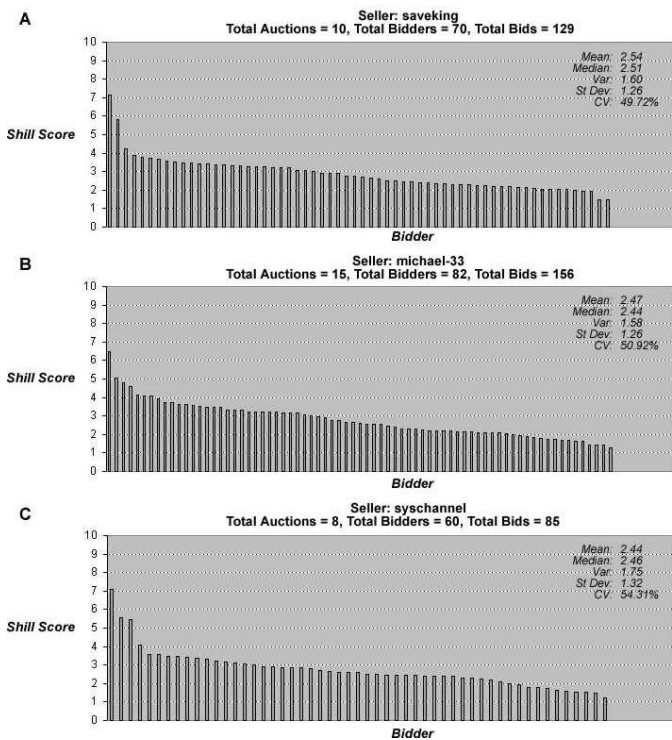 A
Seller: saveking
Total Auctions = 10, Total Bidders = 70, Total Bids = 129
10
9
8
7
6
5
4
3
2
1
0
Shill Score
Mean: 2.54
Median: 2.51
Var: 1.60
St Dev: 1.26
CV: 49.72%
Bidder
B
Seller: michael-33
Total Auctions = 15, Total Bidders = 82, Total Bids = 156
10
9
8
7
6
5
4
3
2
1
0
Shill Score
Mean: 2.47
Median: 2.44
Var: 1.58
St Dev: 1.26
CV: 50.92%
Bidder
C
Seller: syschannel
Total Auctions = 8, Total Bidders = 60, Total Bids = 85
10
9
8
7
6
5
4
3
2
1
0
Shill Score
Mean: 2.44
Median: 2.46
Var: 1.75
St Dev: 1.32
CV: 54.31%
Bidder